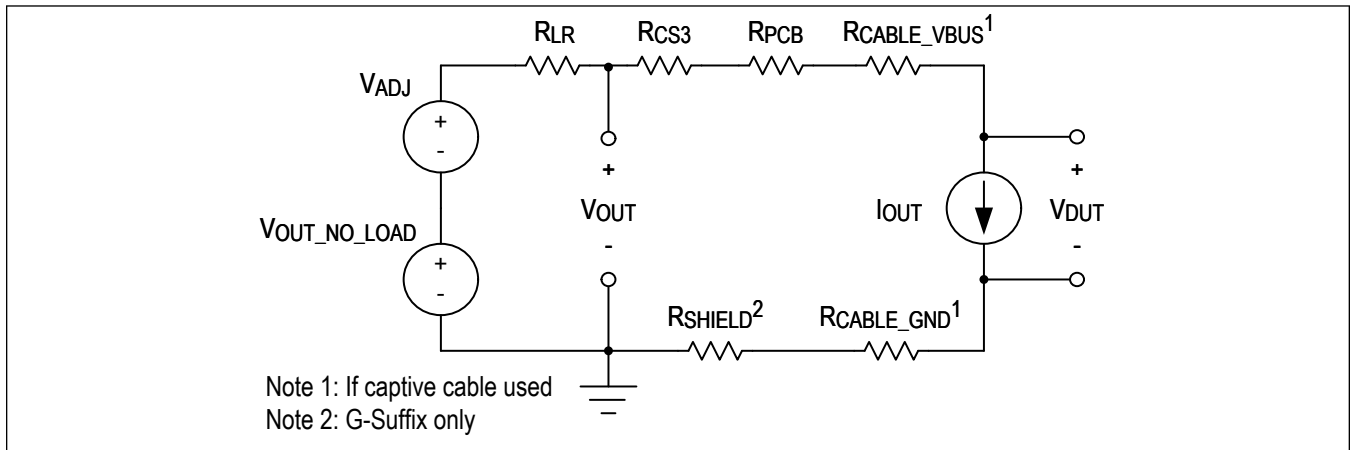 RLR
RCS3
RPCB
RCABLE_VBUS1
VADJ
+
-
+
VOUT
-
IOUT
+
VDUT
-
VOUT_NO_LOAD
+
-
RSHIELD2
RCABLE_GND1
Note 1: If captive cable used
Note 2: G-Suffix only